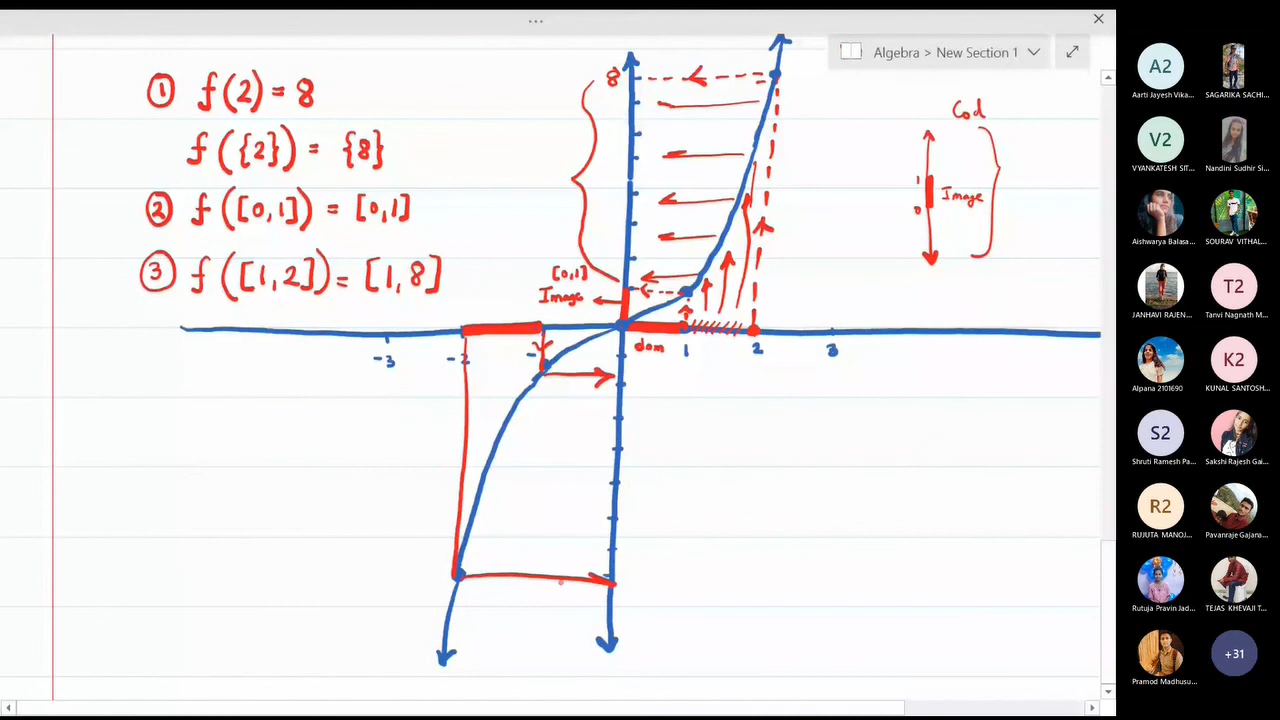 Algebra > New Section 1
① f(2) = 8
f({2}) = {8}
② f([0,1]) = [0,1]
③ f([1,2]) = [1,8]
8
[0,1]
Image
dom
-3
1
2
3
Cod
1
Image
0
A2
Aarti Jayesh Vika...
SAGARIKA SACHI...
V2
VYANKATESH SIT...
Nandini Sudhir Si...
Aishwarya Balasa...
SOURAV VITHAL...
JANHAVI RAJEN...
T2
Tanvi Nagnath M...
Alpana 2101690
K2
KUNAL SANTOSH...
S2
Shruti Ramesh Pa...
Sakshi Rajesh Gai...
R2
RUJUTA MANOJ...
Pavanraje Gajana...
Rutuja Pravin Jad...
TEJAS KHEVAJI T...
Pramod Madhusu...
+31